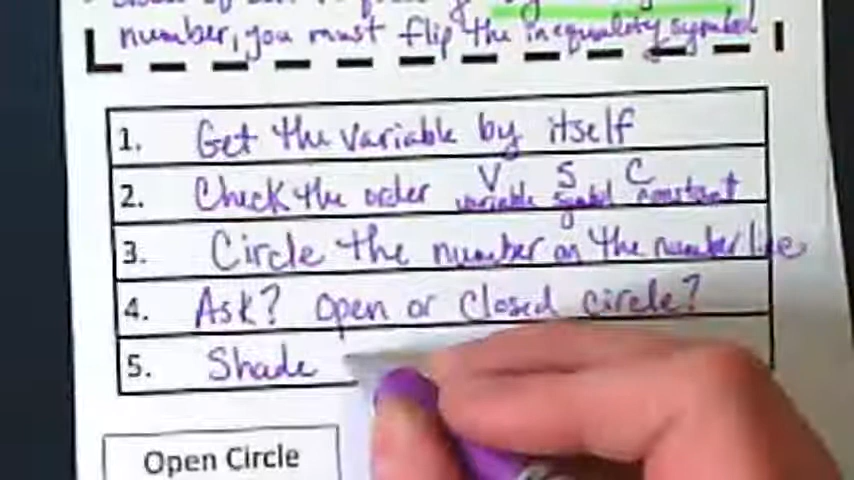 number, you must flip the inequality symbol
1. Get the variable by itself
2. Check the order V S C
variable symbol constant
3. Circle the number on the number line
4. Ask? open or closed circle?
5. Shade
Open Circle